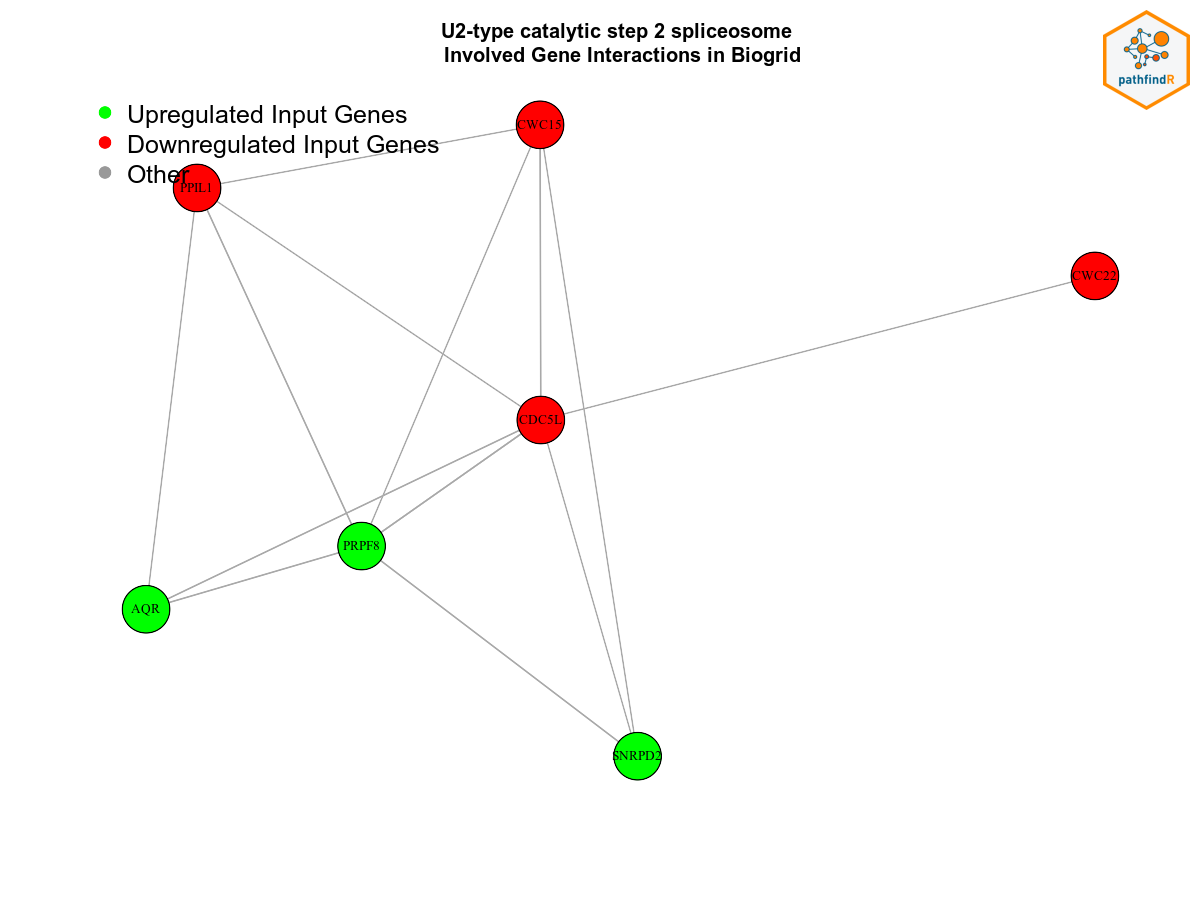 U2-type catalytic step 2 spliceosome
Involved Gene Interactions in Biogrid
pathfindR
Upregulated Input Genes
Downregulated Input Genes
Other
CWC15
PPIL1
CWC22
CDC5L
PRPF8
AQR
SNRPD2